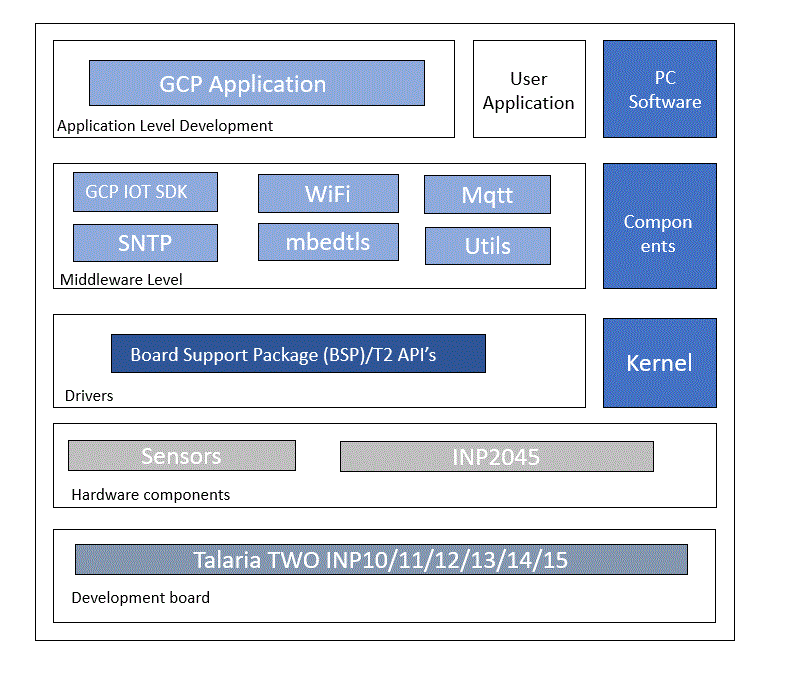 GCP Application
Application Level Development
User
Application
PC
Software
GCP IOT SDK
WiFi
Mqtt
SNTP
mbedtls
Utils
Middleware Level
Compon
ents
Board Support Package (BSP)/T2 API's
Drivers
Kernel
Sensors
INP2045
Hardware components
Talaria TWO INP10/11/12/13/14/15
Development board